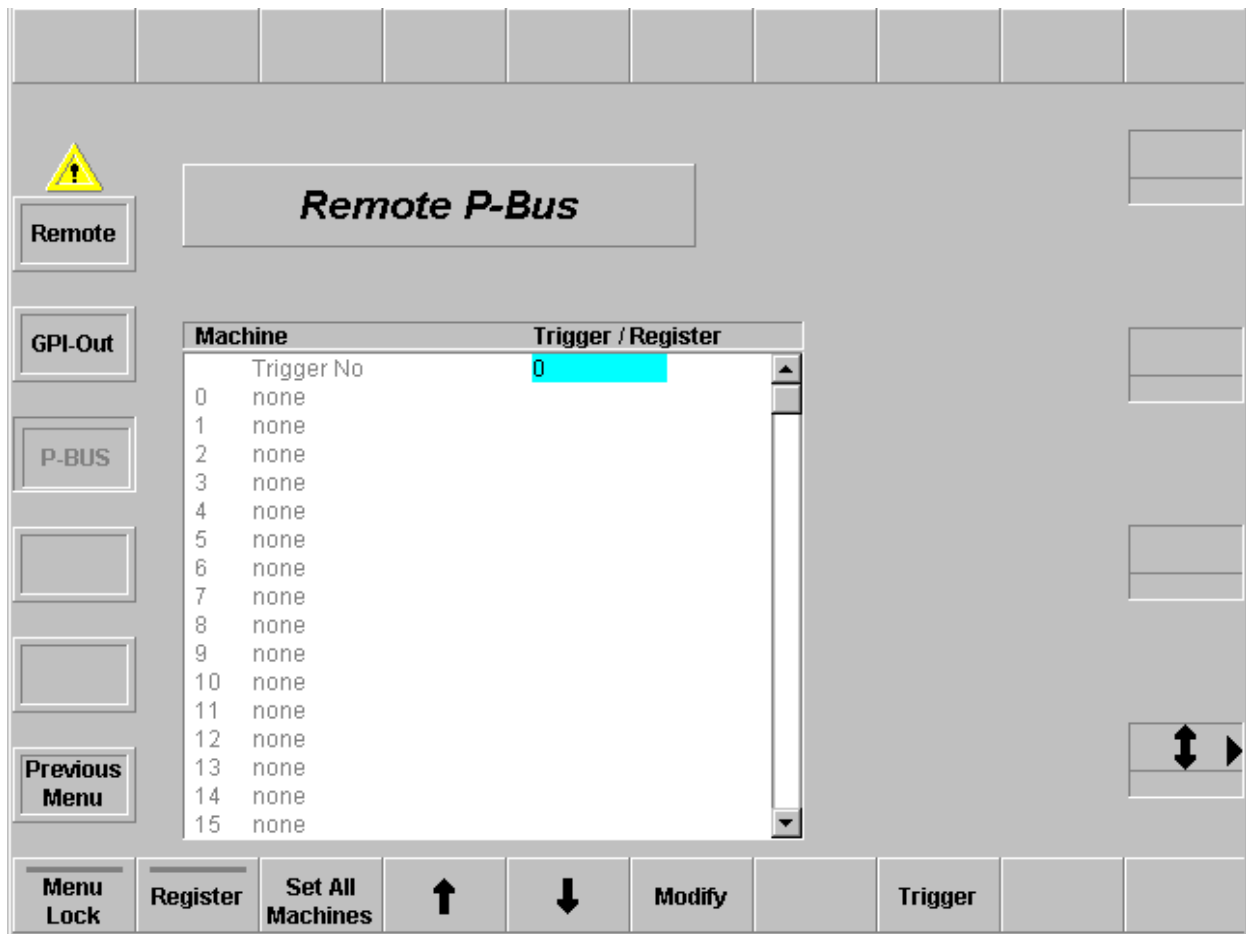 Remote P-Bus
Remote
GPI-Out
P-BUS
Previous
Menu
Machine Trigger / Register
Trigger No 0
0 none
1 none
2 none
3 none
4 none
5 none
6 none
7 none
8 none
9 none
10 none
11 none
12 none
13 none
14 none
15 none
Menu
Lock
Register
Set All
Machines
Modify
Trigger